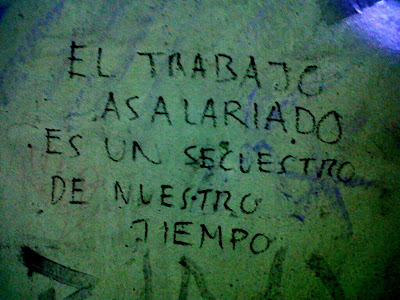 EL TRABAJO
ASALARIADO
ES UN SECUESTRO
DE NUESTRO
TIEMPO